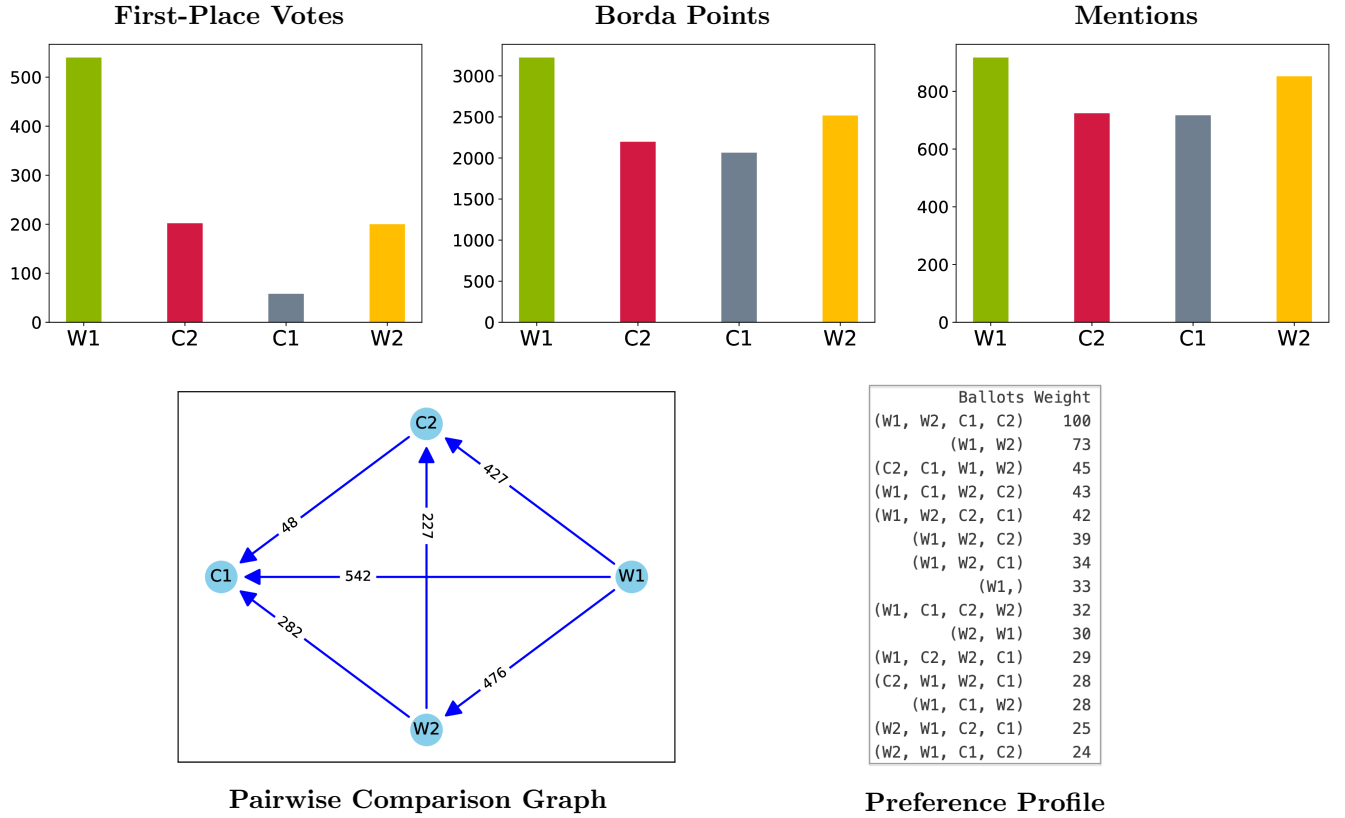 First-Place Votes
500
400
300
200
100
0
W1 C2 C1 W2
Borda Points
3000
2500
2000
1500
1000
500
0
W1 C2 C1 W2
Mentions
800
600
400
200
0
W1 C2 C1 W2
C2
427
48
227
C1
542
W1
282
476
W2
Pairwise Comparison Graph
Ballots Weight
(W1, W2, C1, C2) 100
(W1, W2) 73
(C2, C1, W1, W2) 45
(W1, C1, W2, C2) 43
(W1, W2, C2, C1) 42
(W1, W2, C2) 39
(W1, W2, C1) 34
(W1,) 33
(W1, C1, C2, W2) 32
(W2, W1) 30
(W1, C2, W2, C1) 29
(C2, W1, W2, C1) 28
(W1, C1, W2) 28
(W2, W1, C2, C1) 25
(W2, W1, C1, C2) 24
Preference Profile